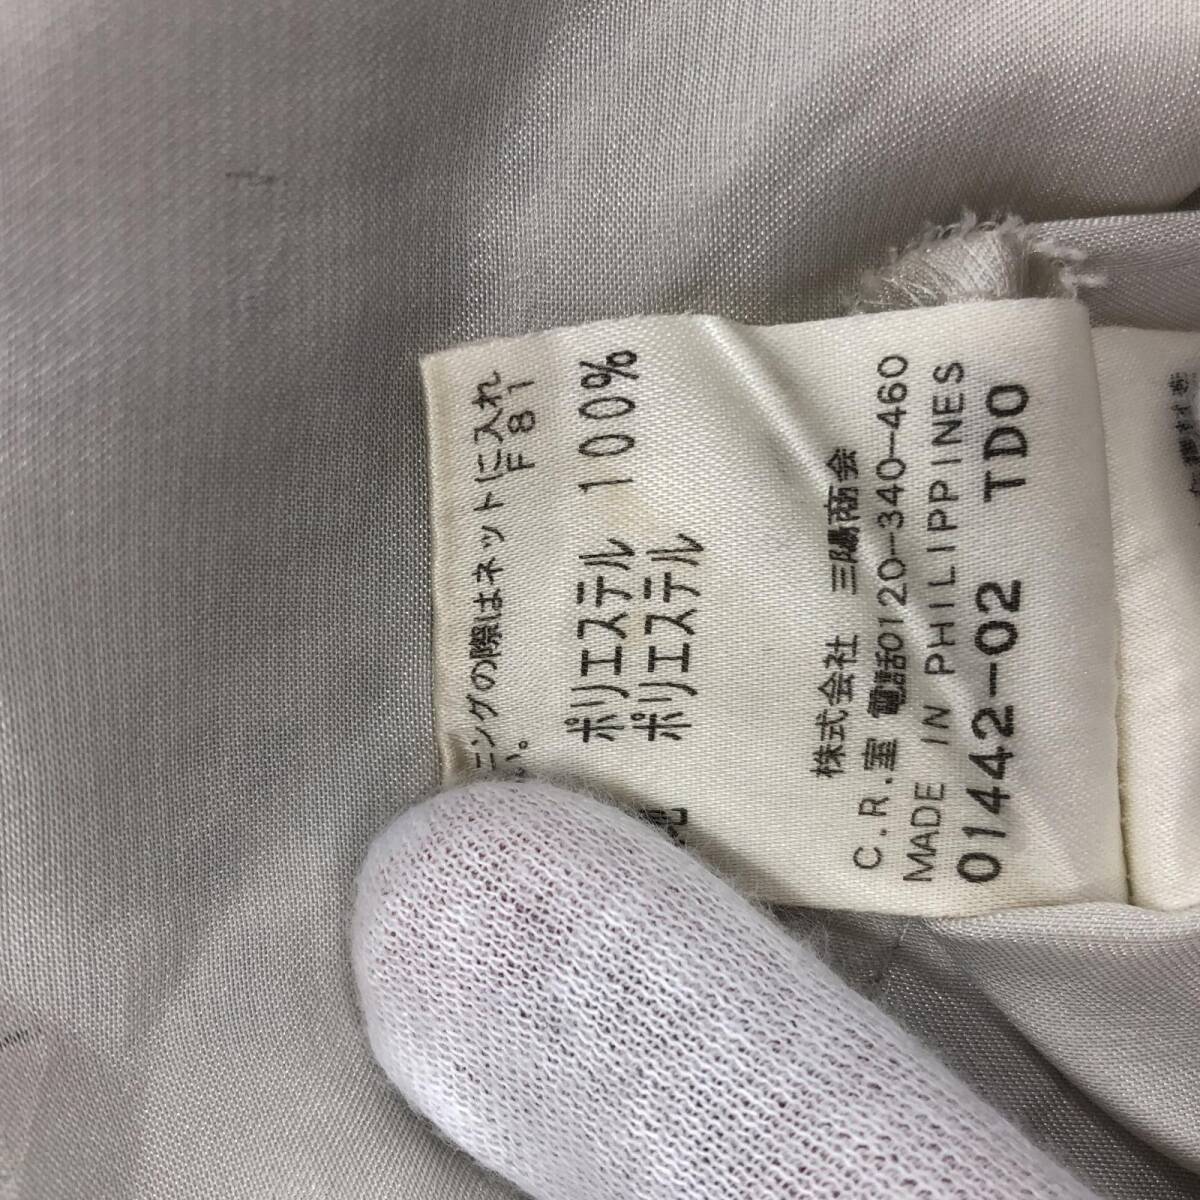 ニングの際はネットに入れ
い。 F81
ポリエステル 100%
ポリエステル
株式会社 三陽商会
C.R.室 電話0120-340-460
MADE IN PHILIPPINES
01442-02 TDO